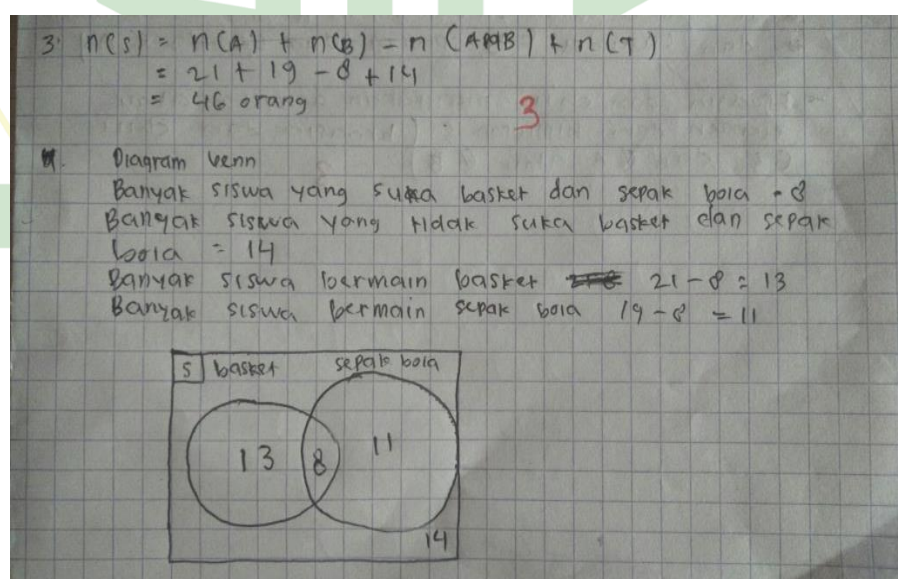 3. n(S) = n(A) + n(B) - n (A∩B) + n(T)
= 21 + 19 - 8 + 14
= 46 orang
3
Diagram Venn
Banyak siswa yang suka basket dan sepak bola = 8
Banyak siswa yang tidak suka basket dan sepak
bola = 14
Banyak siswa bermain basket 21 - 8 = 13
Banyak siswa bermain sepak bola 19 - 8 = 11
S basket sepak bola
13 8 11
14